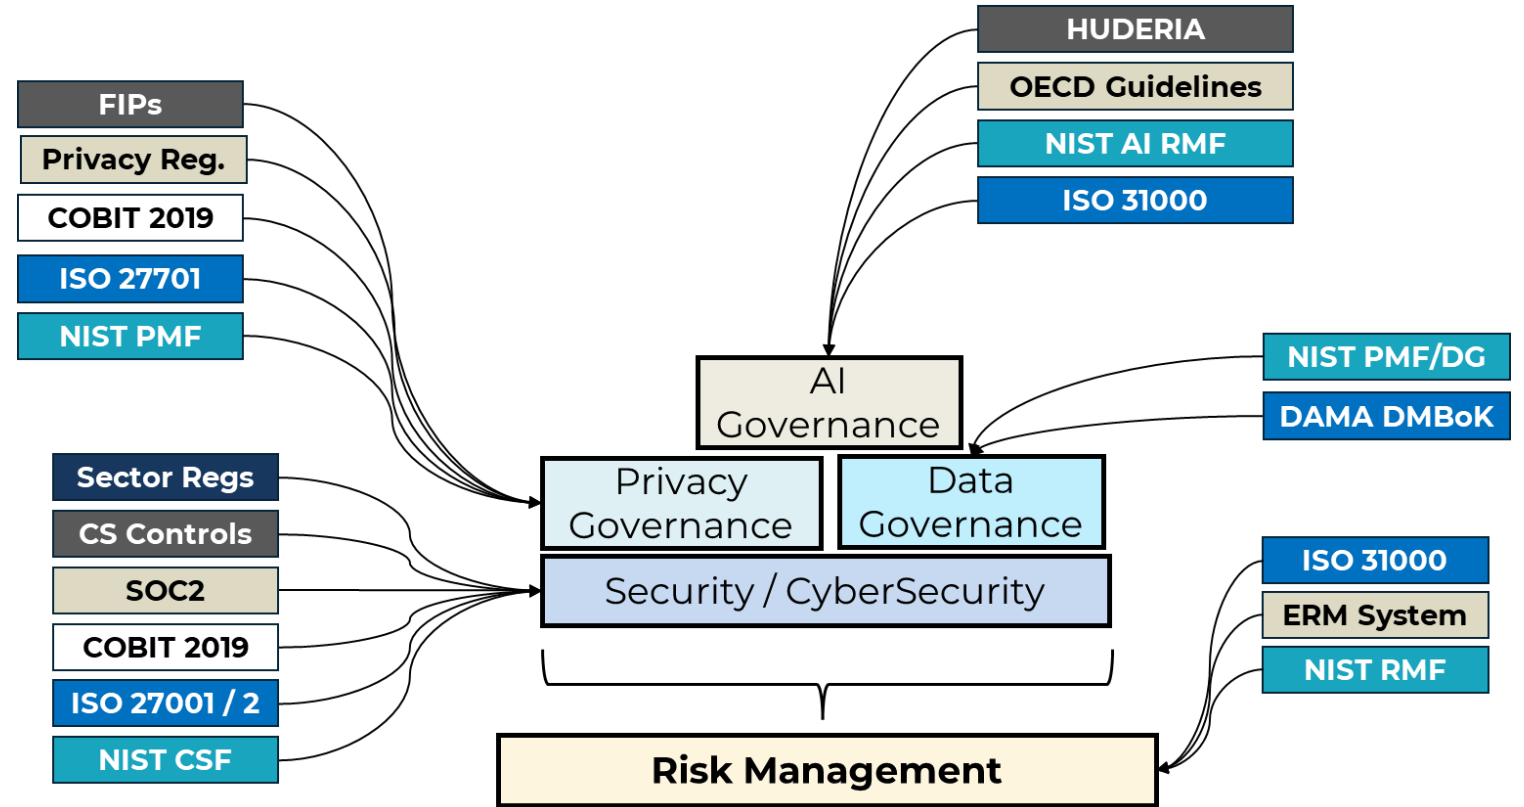 HUDERIA
OECD Guidelines
NIST AI RMF
ISO 31000
FIPs
Privacy Reg.
COBIT 2019
ISO 27701
NIST PMF
NIST PMF/DG
DAMA DMBoK
AI
Governance
Privacy
Governance
Data
Governance
Security / CyberSecurity
Sector Regs
CS Controls
SOC2
COBIT 2019
ISO 27001 / 2
NIST CSF
ISO 31000
ERM System
NIST RMF
Risk Management